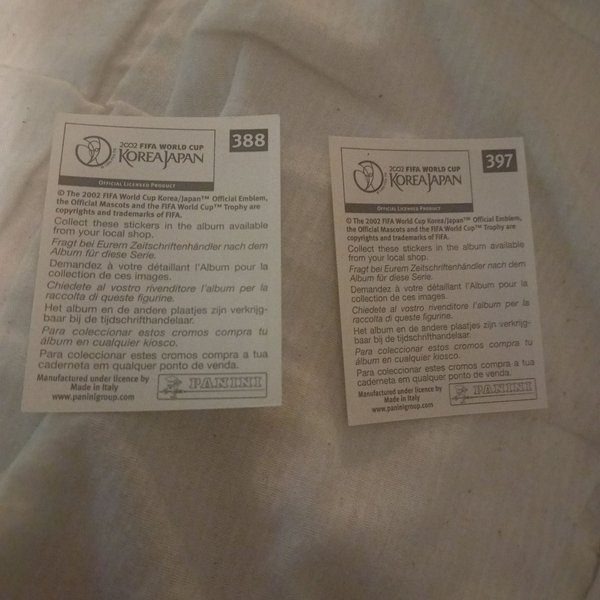 388
2002 FIFA WORLD CUP
KOREAJAPAN
OFFICIAL LICENSED PRODUCT
© The 2002 FIFA World Cup Korea/Japan™ Official Emblem,
the Official Mascots and the FIFA World Cup™ Trophy are
copyrights and trademarks of FIFA.
Collect these stickers in the album available
from your local shop.
Fragt bei Eurem Zeitschriftenhändler nach dem
Album für diese Serie.
Demandez à votre détaillant l'Album pour la
collection de ces images.
Chiedete al vostro rivenditore l'album per la
raccolta di queste figurine.
Het album en de andere plaatjes zijn verkrijg-
baar bij de tijdschrifthandelaar.
Para coleccionar estos cromos compra tu
álbum en cualquier kiosco.
Para coleccionar estes cromos compra a tua
caderneta em qualquer ponto de venda.
Manufactured under licence by
Made in Italy
www.paninigroup.com
PANINI
397
2002 FIFA WORLD CUP
KOREAJAPAN
OFFICIAL LICENSED PRODUCT
© The 2002 FIFA World Cup Korea/Japan™ Official Emblem,
the Official Mascots and the FIFA World Cup™ Trophy are
copyrights and trademarks of FIFA.
Collect these stickers in the album available
from your local shop.
Fragt bei Eurem Zeitschriftenhändler nach dem
Album für diese Serie.
Demandez à votre détaillant l'Album pour la
collection de ces images.
Chiedete al vostro rivenditore l'album per la
raccolta di queste figurine.
Het album en de andere plaatjes zijn verkrijg-
baar bij de tijdschrifthandelaar.
Para coleccionar estos cromos compra tu
álbum en cualquier kiosco.
Para coleccionar estes cromos compra a tua
caderneta em qualquer ponto de venda.
Manufactured under licence by
Made in Italy
www.paninigroup.com
PANINI